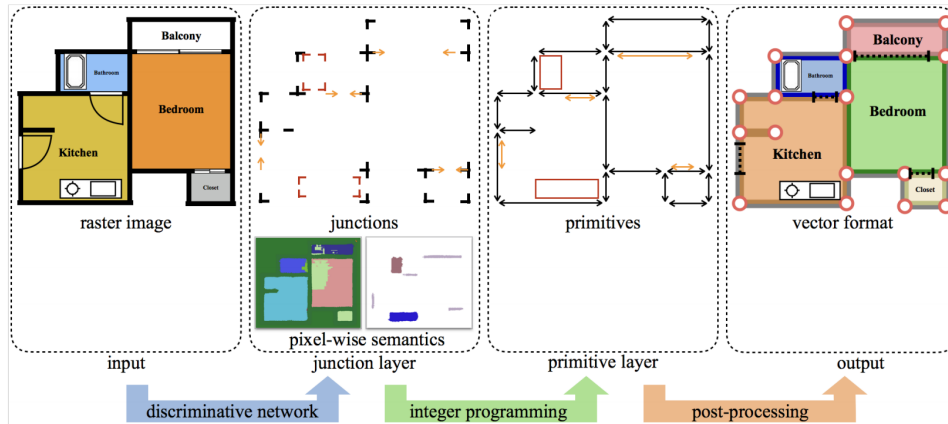 Balcony
Bathroom
Bedroom
Kitchen
Closet
raster image
junctions
pixel-wise semantics
primitives
Balcony
Bathroom
Bedroom
Kitchen
Closet
vector format
input
junction layer
primitive layer
output
discriminative network
integer programming
post-processing